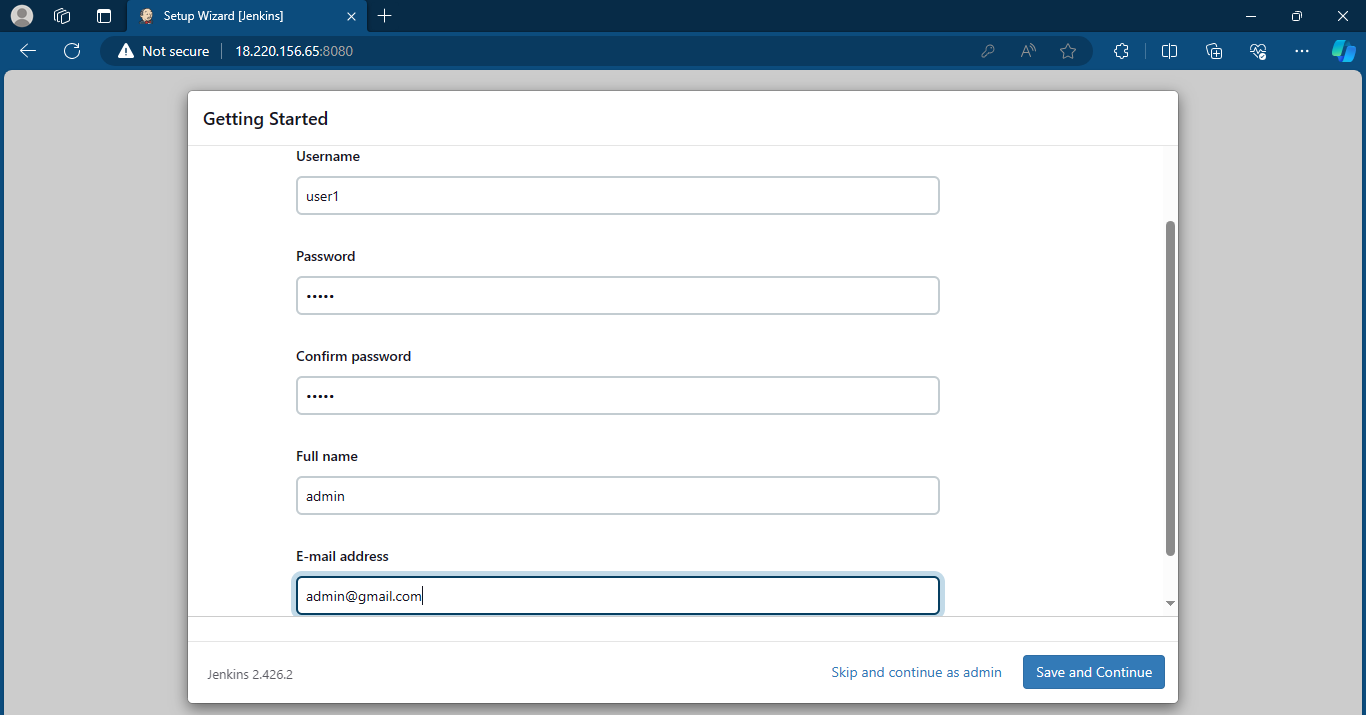 Setup Wizard [Jenkins]
Not secure 18.220.156.65:8080
Getting Started
Username
user1
Password
•••••
Confirm password
•••••
Full name
admin
E-mail address
admin@gmail.com
Jenkins 2.426.2 Skip and continue as admin Save and Continue